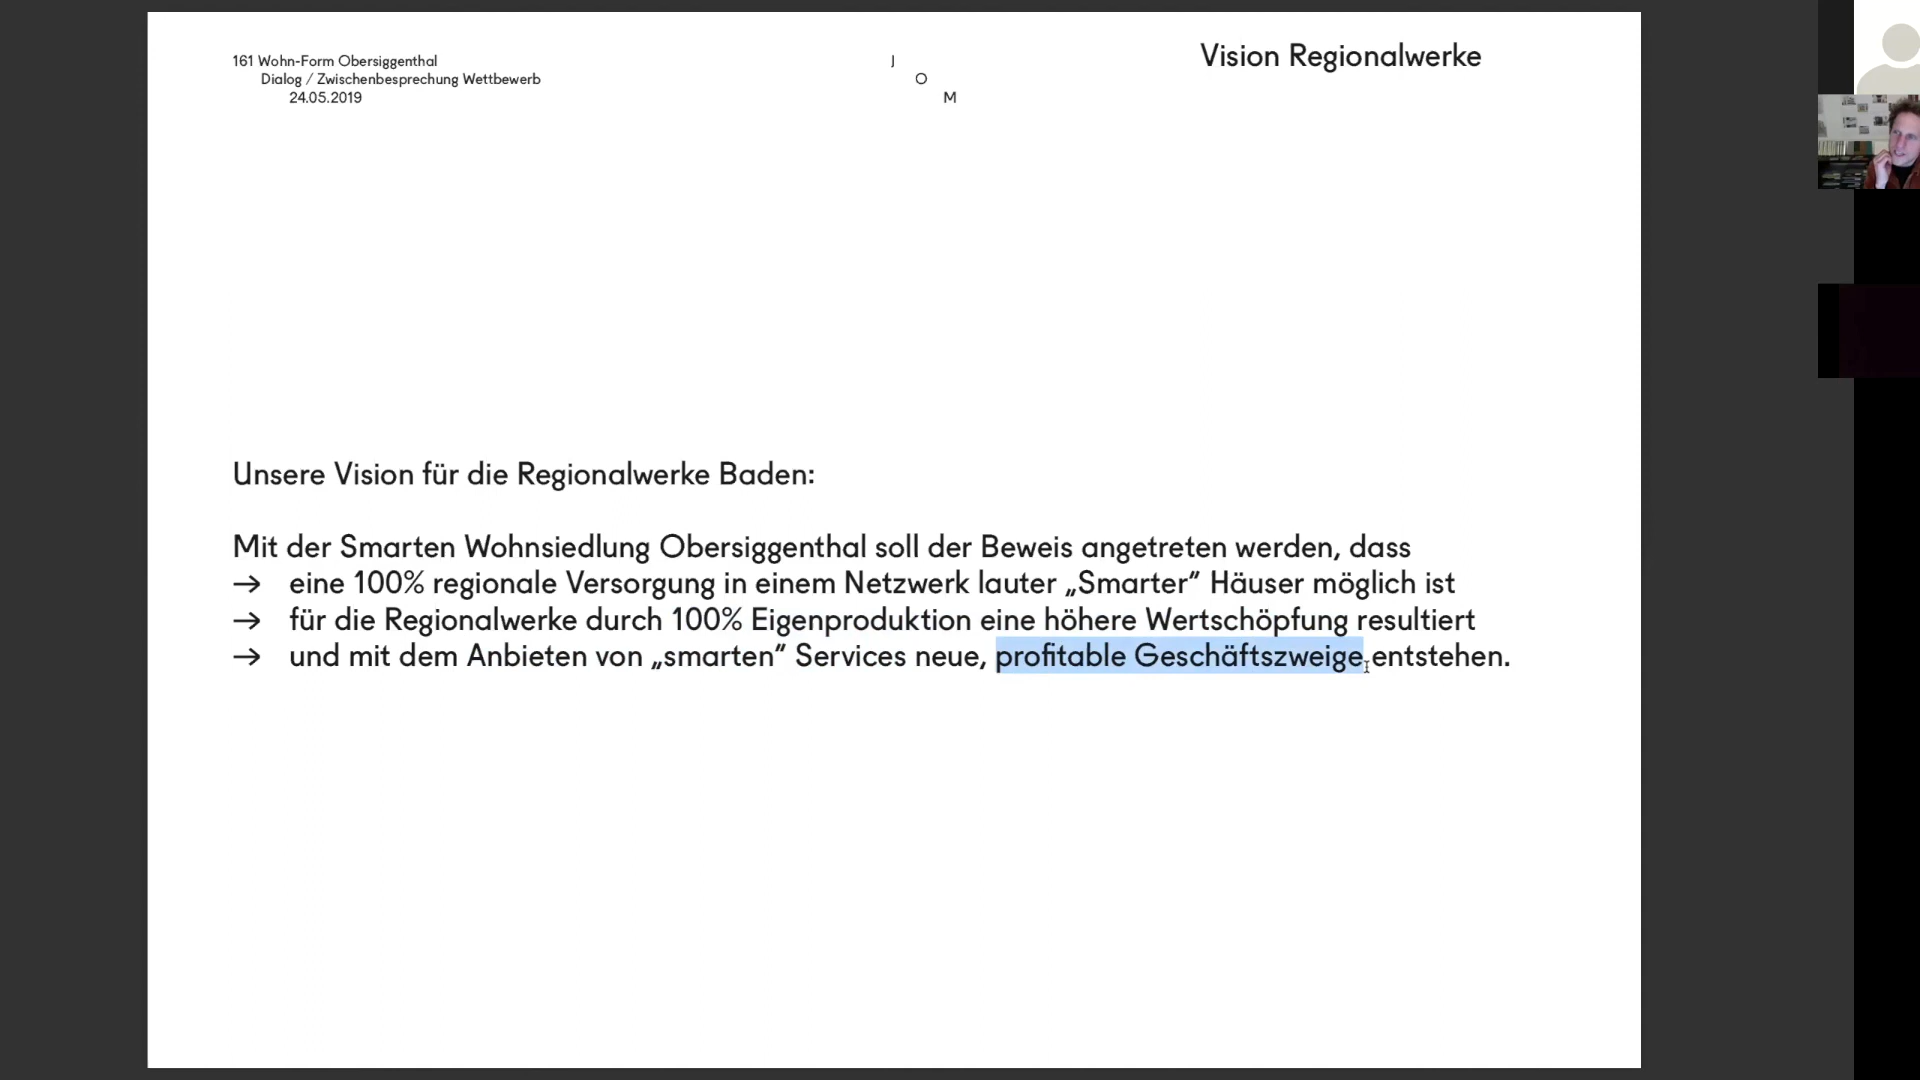 161 Wohn-Form Obersiggenthal
Dialog / Zwischenbesprechung Wettbewerb
24.05.2019
J
O
M
Vision Regionalwerke
Unsere Vision für die Regionalwerke Baden:
Mit der Smarten Wohnsiedlung Obersiggenthal soll der Beweis angetreten werden, dass
→ eine 100% regionale Versorgung in einem Netzwerk lauter „Smarter" Häuser möglich ist
→ für die Regionalwerke durch 100% Eigenproduktion eine höhere Wertschöpfung resultiert
→ und mit dem Anbieten von „smarten" Services neue, profitable Geschäftszweige entstehen.